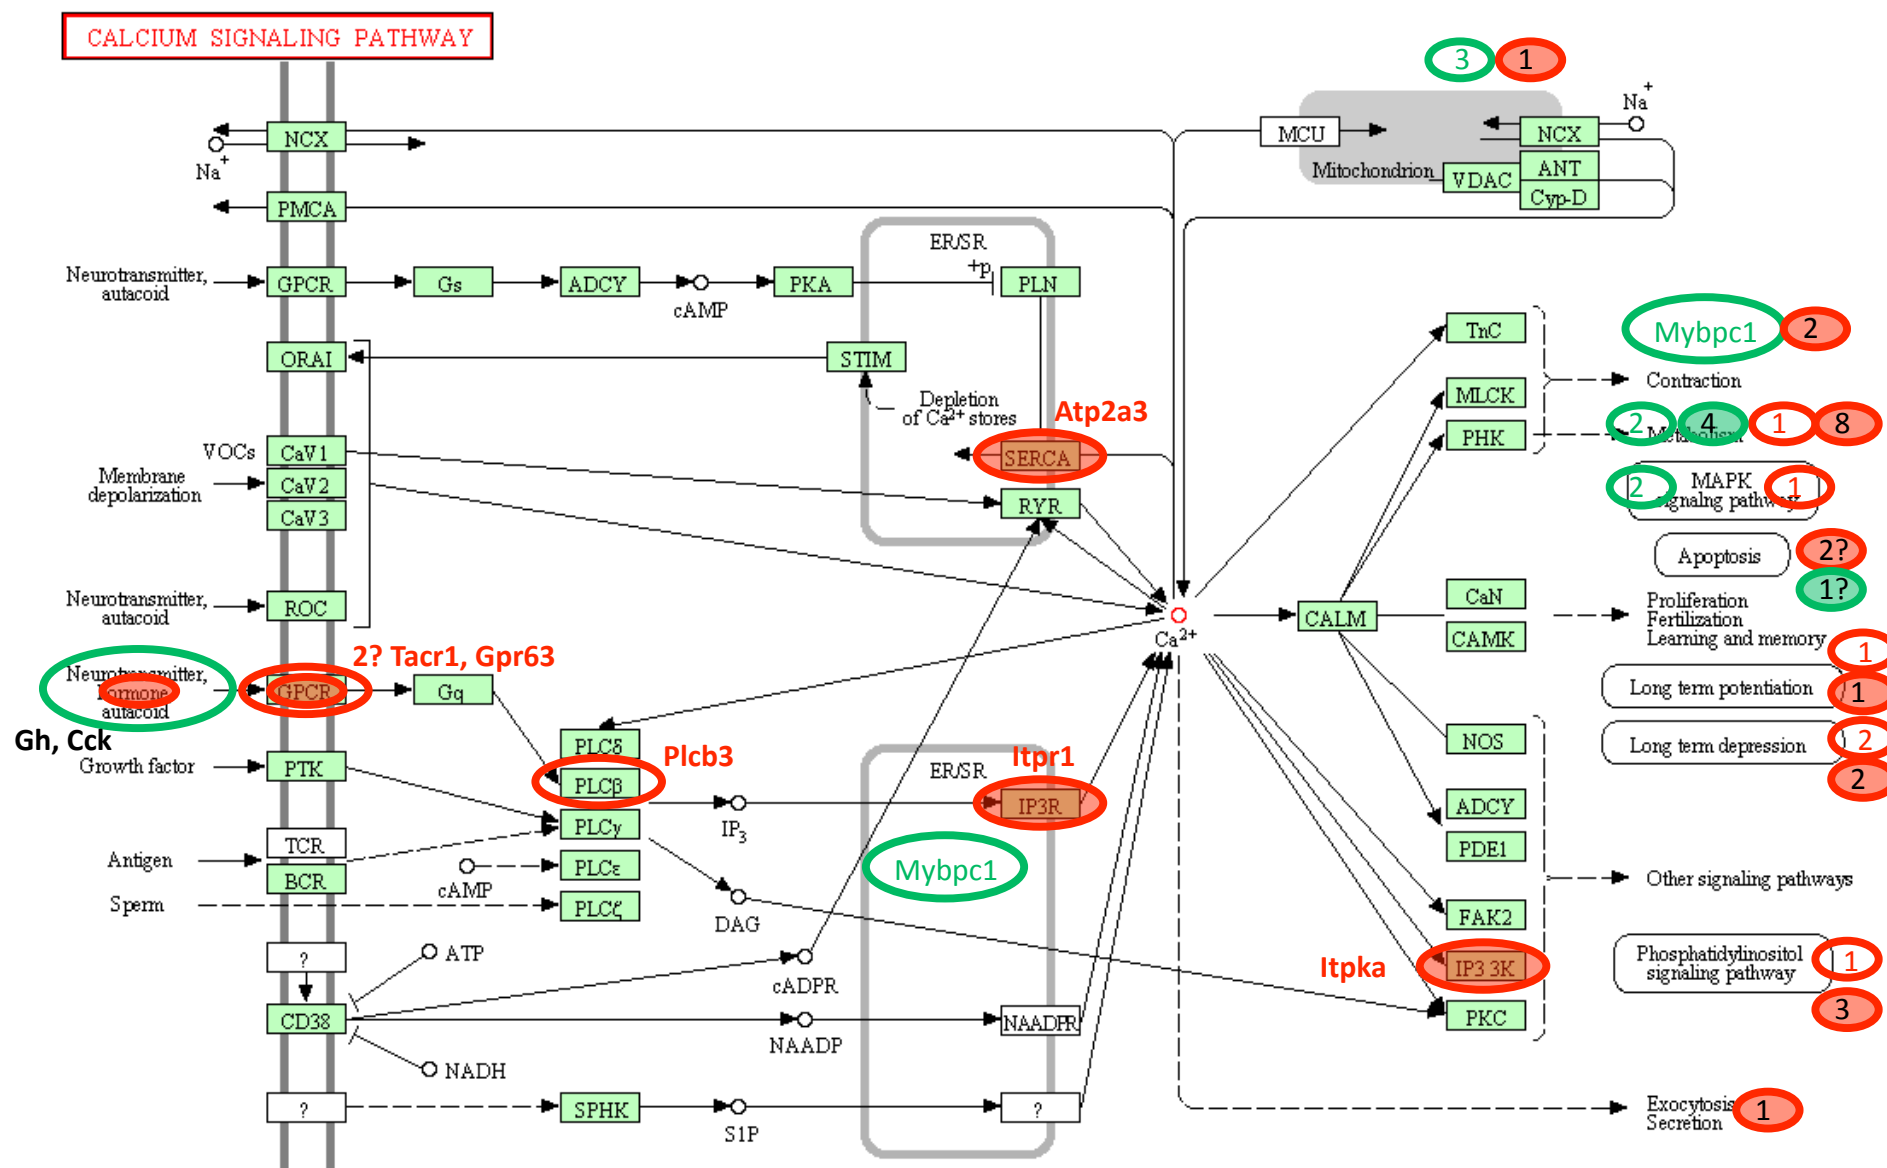 CALCIUM SIGNALING PATHWAY
3 1
NCX
Na+
MCU
NCX
Na+
Mitochondrion
VDAC
ANT
Cyp-D
PMCA
ER/SR
Neurotransmitter,
autacoid
GPCR
Gs
ADCY
cAMP
PKA
+p
PLN
TnC
Mybpc1 2
Contraction
ORAI
STIM
Depletion
of Ca2+ stores
Atp2a3
MLCK
2 4 1 8
PHK
Metabolism
VOCs
CaV1
CaV2
CaV3
Membrane
depolarization
SERCA
RYR
2 MAPK 1
signaling pathway
Apoptosis 2?
1?
Neurotransmitter,
autacoid
ROC
Ca2+
CALM
CaN
CAMK
Proliferation
Fertilization
Learning and memory
1
2? Tacr1, Gpr63
Neurotransmitter,
hormone
autacoid
GPCR
Gq
Long term potentiation 1
Gh, Cck
Growth factor
PTK
PLCδ
Plcb3
PLCβ
ER/SR
Itpr1
IP3R
NOS
Long term depression 2
2
IP3
PLCγ
ADCY
PDE1
TCR
Antigen
BCR
cAMP
PLCε
Mybpc1
Sperm
PLCζ
DAG
Other signaling pathways
FAK2
?
ATP
cADPR
Itpka
IP3 3K
Phosphatidylinositol
signaling pathway
1
3
CD38
NAADP
NAADPR
PKC
NADH
?
SPHK
S1P
?
Exocytosis
Secretion
1